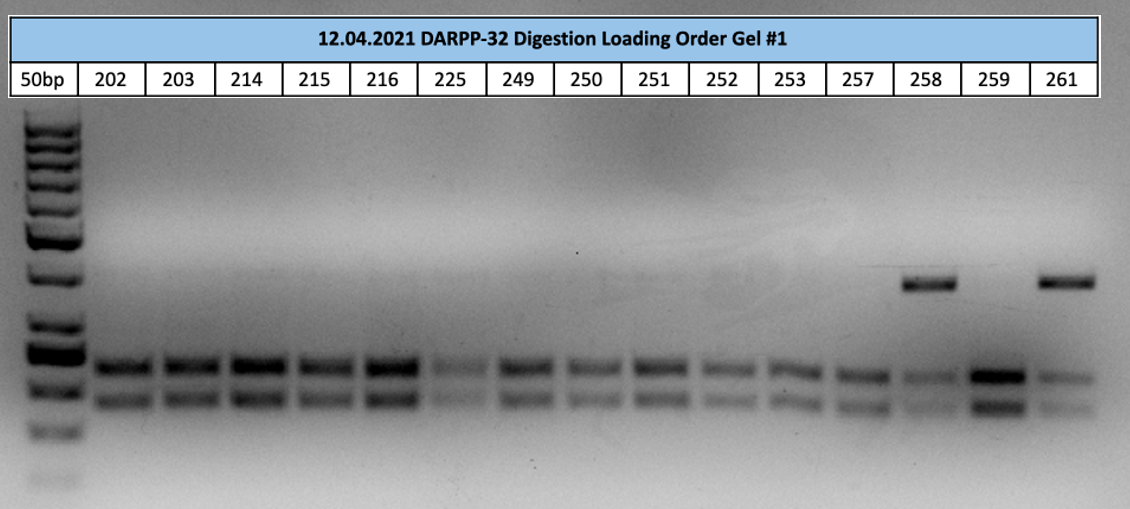 12.04.2021 DARPP-32 Digestion Loading Order Gel #1
50bp 202 203 214 215 216 225 249 250 251 252 253 257 258 259 261